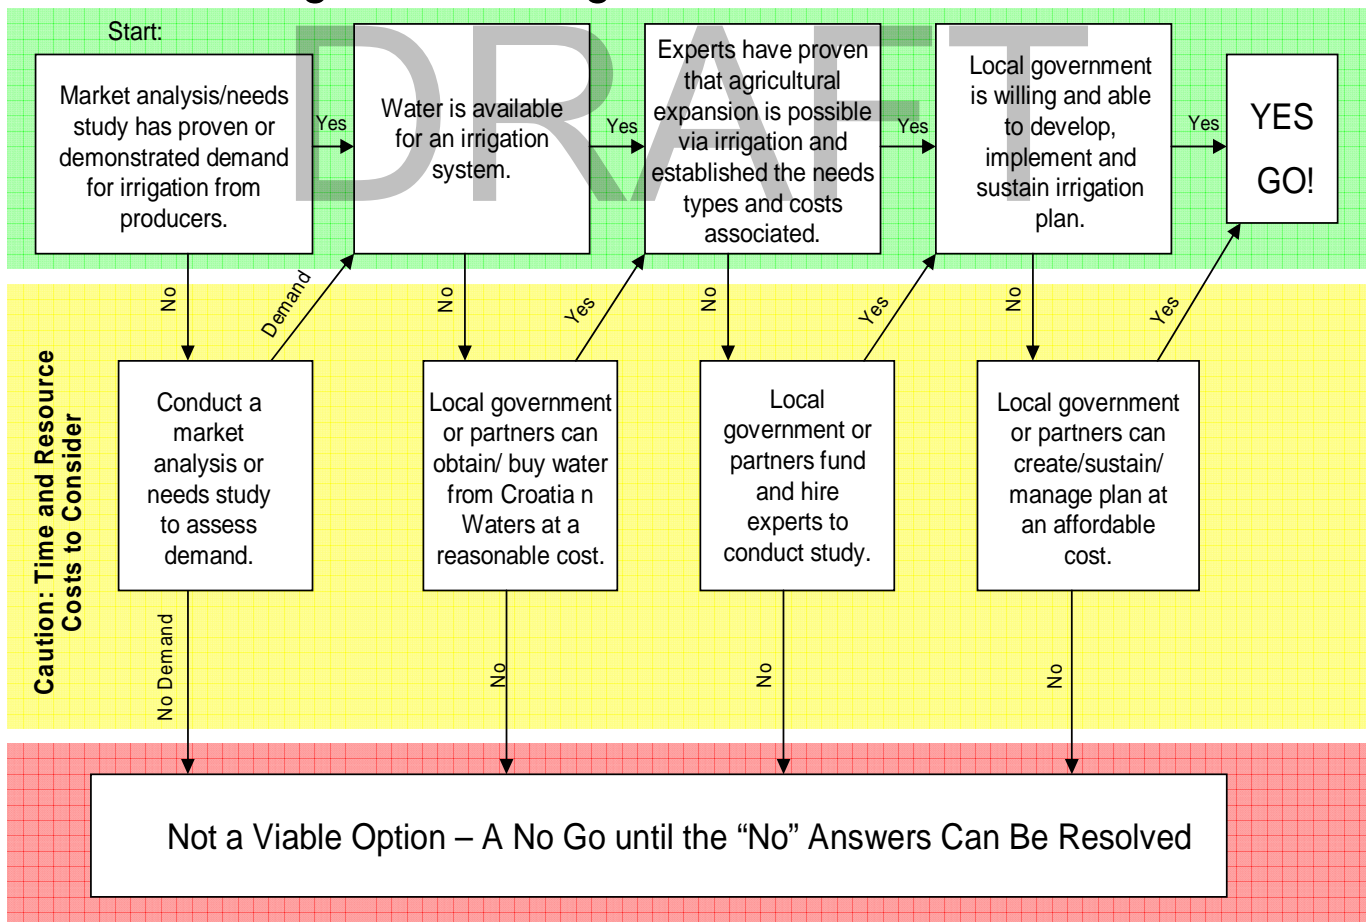 Start:
DRAFT
Market analysis/needs
study has proven or
demonstrated demand
for irrigation from
producers.
Yes
Water is available
for an irrigation
system.
Yes
Experts have proven
that agricultural
expansion is possible
via irrigation and
established the needs
types and costs
associated.
Yes
Local government
is willing and able
to develop,
implement and
sustain irrigation
plan.
Yes
YES
GO!
No
Demand
No
Yes
No
Yes
No
Yes
Caution: Time and Resource
Costs to Consider
Conduct a
market
analysis or
needs study
to assess
demand.
Local government
or partners can
obtain/ buy water
from Croatia n
Waters at a
reasonable cost.
Local
government or
partners fund
and hire
experts to
conduct study.
Local government
or partners can
create/sustain/
manage plan at
an affordable
cost.
No Demand
No
No
No
Not a Viable Option – A No Go until the “No” Answers Can Be Resolved